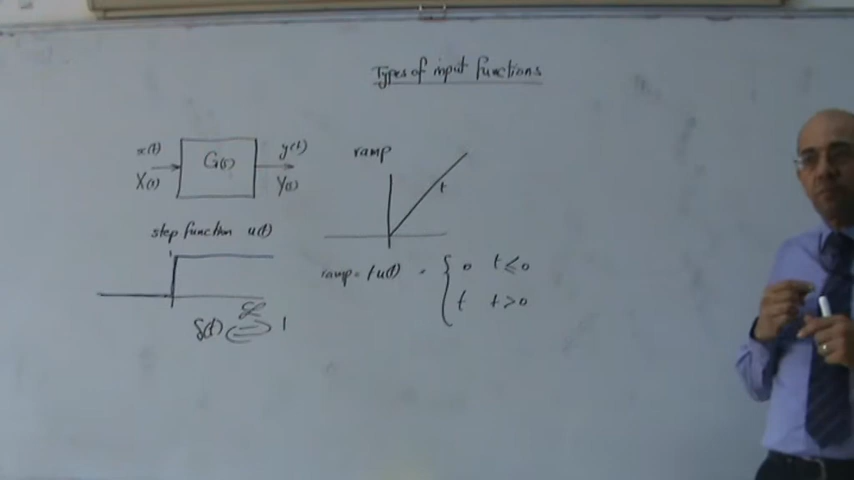 Types of input functions
x(t)
G(s)
y(t)
X(s)
Y(s)
step function u(t)
1
δ(t) ℒ 1
ramp
t
ramp = t u(t) = { 0 t ≤ 0
t t > 0